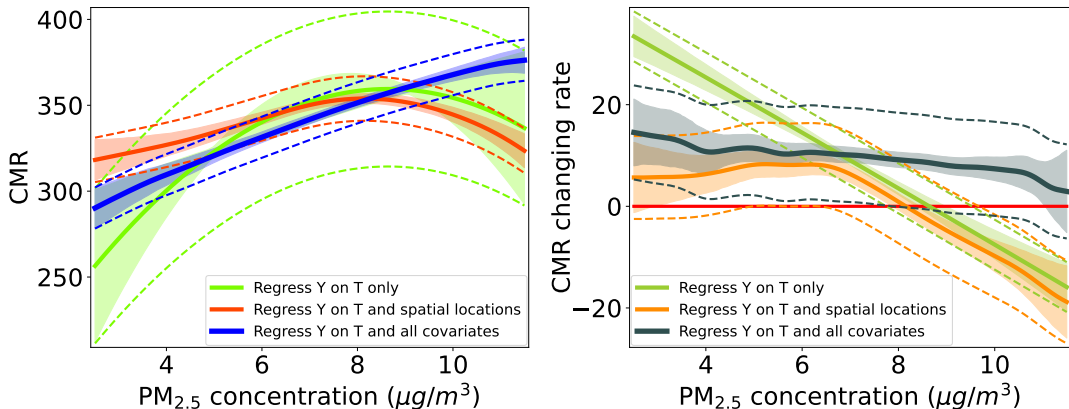 400
350
300
250
CMR
4
6
8
10
PM2.5 concentration (μg/m³)
Regress Y on T only
Regress Y on T and spatial locations
Regress Y on T and all covariates
20
0
−20
CMR changing rate
4
6
8
10
PM2.5 concentration (μg/m³)
Regress Y on T only
Regress Y on T and spatial locations
Regress Y on T and all covariates